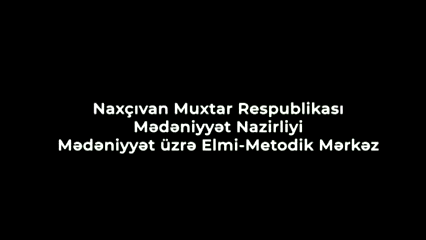 Naxçıvan Muxtar Respublikası
Mədəniyyət Nazirliyi
Mədəniyyət üzrə Elmi-Metodik Mərkəz